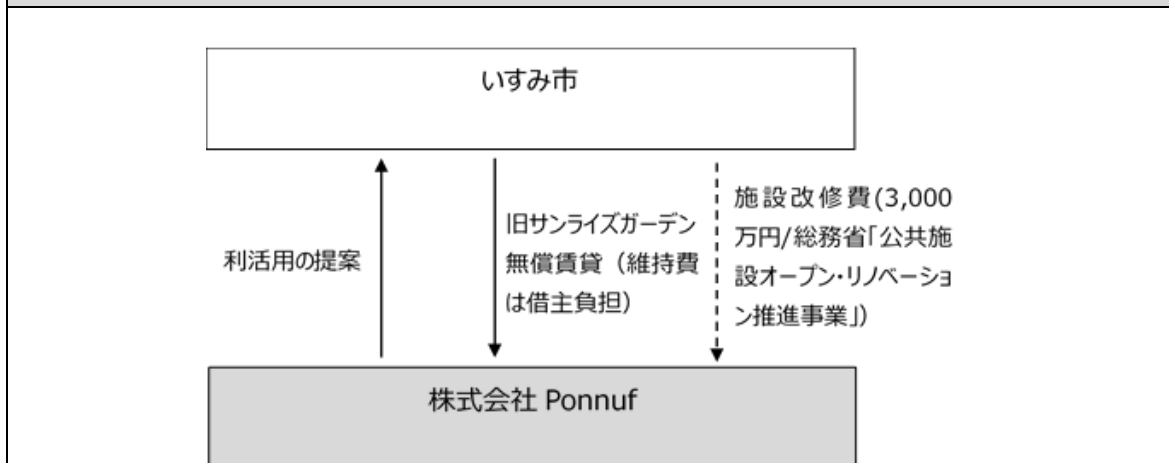 いすみ市
利活用の提案
旧サンライズガーデン
無償賃貸（維持費
は借主負担）
施設改修費(3,000
万円/総務省「公共施
設オープン・リノベーショ
ン推進事業」)
株式会社 Ponnuf